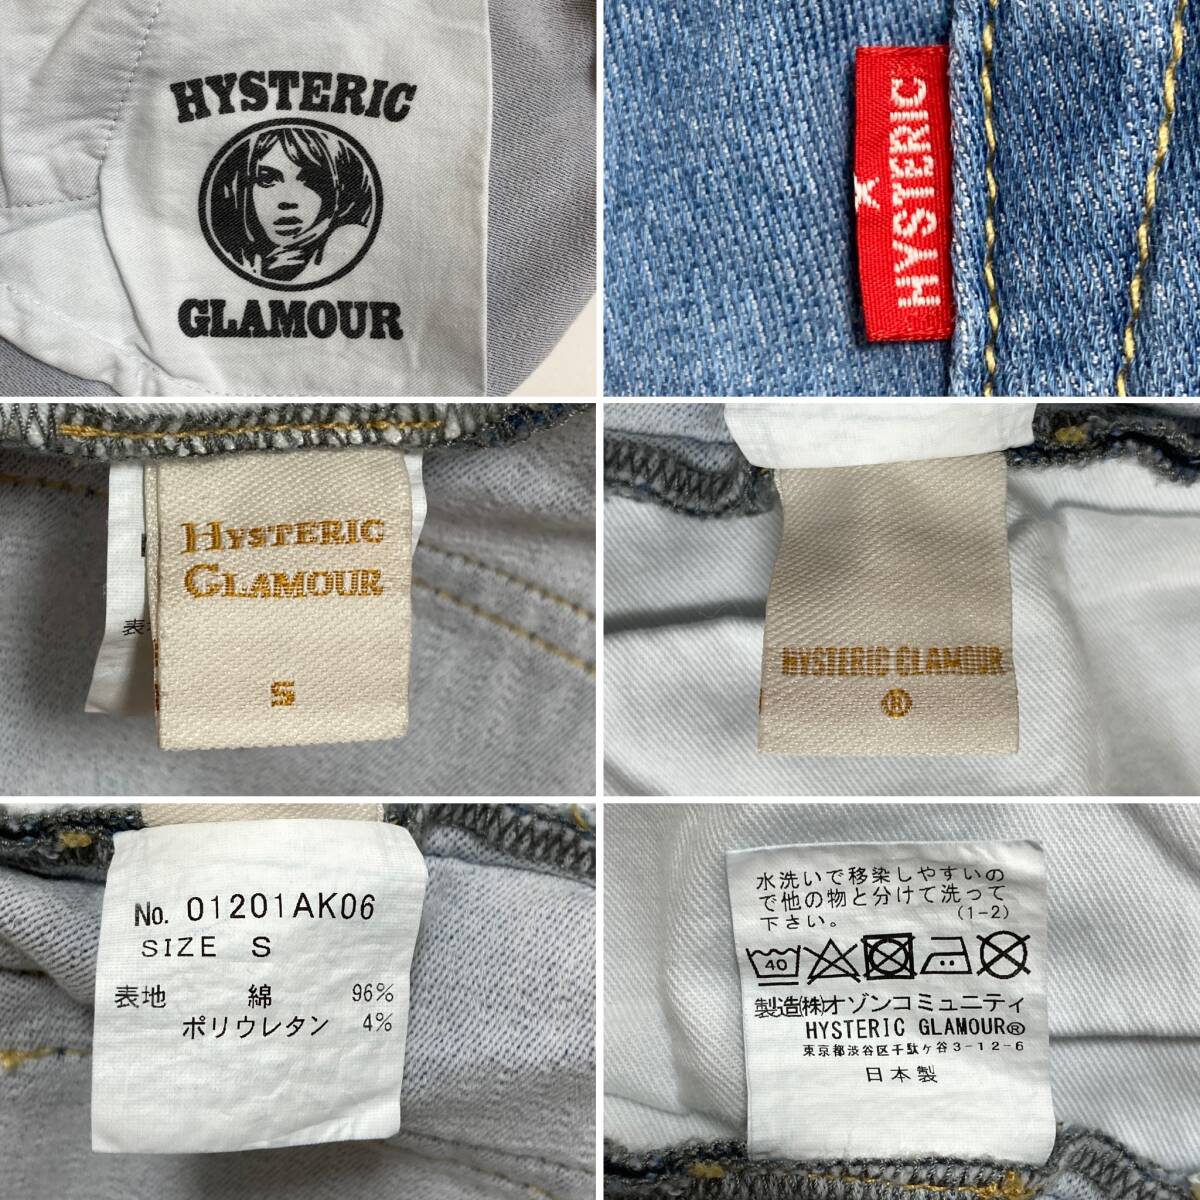 HYSTERIC
GLAMOUR
HYSTERIC
HYSTERIC
GLAMOUR
S
表
HYSTERIC GLAMOUR
®
No. 01201AK06
SIZE S
表地 綿 96%
ポリウレタン 4%
水洗いで移染しやすいの
で他の物と分けて洗って
下さい。 (1-2)
40
製造㈱オゾンコミュニティ
HYSTERIC GLAMOUR®
東京都渋谷区千駄ヶ谷3-12-6
日本製